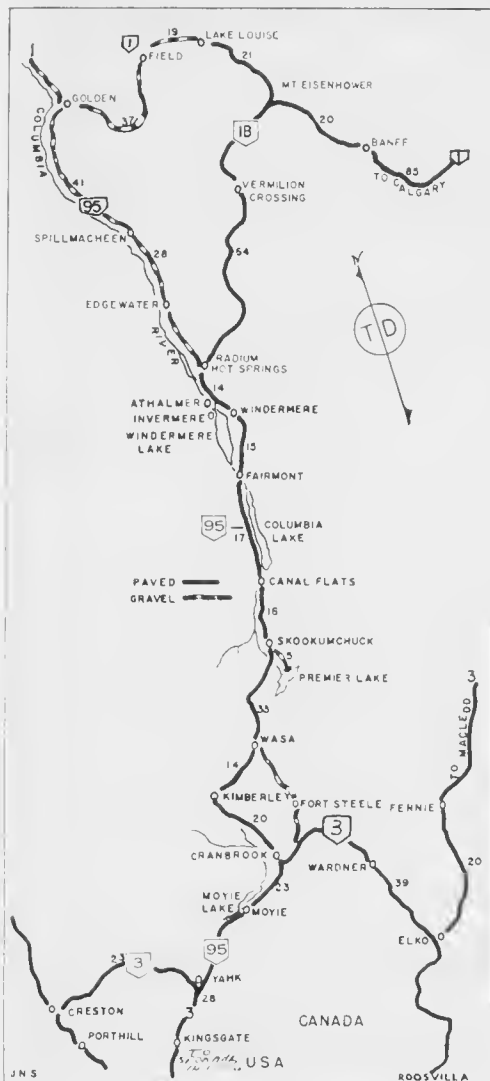 1
1
19
LAKE LOUISE
FIELD
21
MT EISENHOWER
GOLDEN
37
20
BANFF
1
1B
85
TO CALGARY
COLUMBIA
41
VERMILION
CROSSING
95
SPILLMACHEEN
28
64
N
EDGEWATER
TD
RIVER
RADIUM
HOT SPRINGS
14
ATHALMER
INVERMERE
WINDERMERE
WINDERMERE
LAKE
15
FAIRMONT
95
17
COLUMBIA
LAKE
PAVED
GRAVEL
CANAL FLATS
16
SKOOKUMCHUCK
5
PREMIER LAKE
3
33
TO MACLEOD
WASA
14
KIMBERLEY
FORT STEELE
FERNIE
20
3
CRANBROOK
WARDNER
20
23
39
MOYIE
LAKE
MOYIE
ELKO
95
23
3
YAHK
28
CRESTON
3
CANADA
PORTHILL
KINGSGATE
TO
USA
JNS
ROOSVILLA